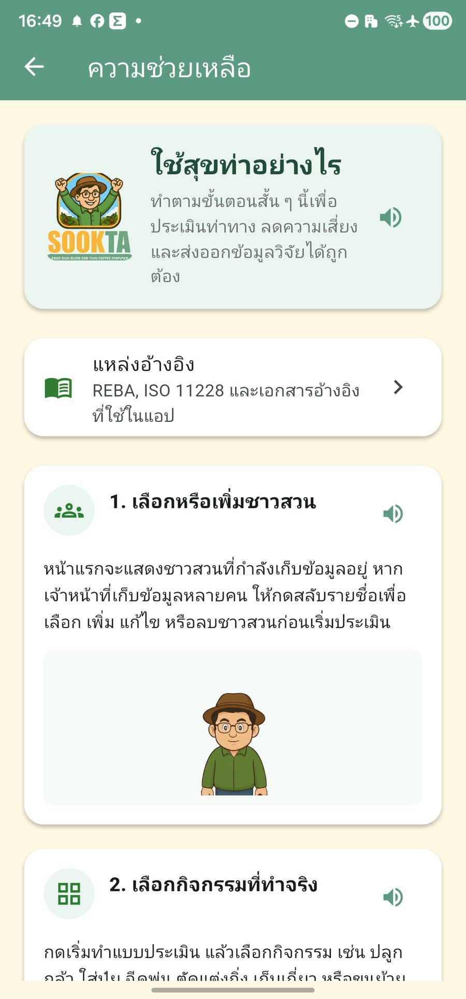 16:49
100
ความช่วยเหลือ
ใช้สุขท่าอย่างไร
ทำตามขั้นตอนสั้น ๆ นี้เพื่อ
ประเมินท่าทาง ลดความเสี่ยง
และส่งออกข้อมูลวิจัยได้ถูก
ต้อง
SOOKTA
ERGO RISK GUIDE FOR THAI COFFEE FARMER
แหล่งอ้างอิง
REBA, ISO 11228 และเอกสารอ้างอิง
ที่ใช้ในแอป
1. เลือกหรือเพิ่มชาวสวน
หน้าแรกจะแสดงชาวสวนที่กำลังเก็บข้อมูลอยู่ หาก
เจ้าหน้าที่เก็บข้อมูลหลายคน ให้กดสลับรายชื่อเพื่อ
เลือก เพิ่ม แก้ไข หรือลบชาวสวนก่อนเริ่มประเมิน
2. เลือกกิจกรรมที่ทำจริง
กดเริ่มทำแบบประเมิน แล้วเลือกกิจกรรม เช่น ปลูก
กล้า ใส่ปุ๋ย ฉีดพ่น ตัดแต่งกิ่ง เก็บเกี่ยว หรือขนย้าย